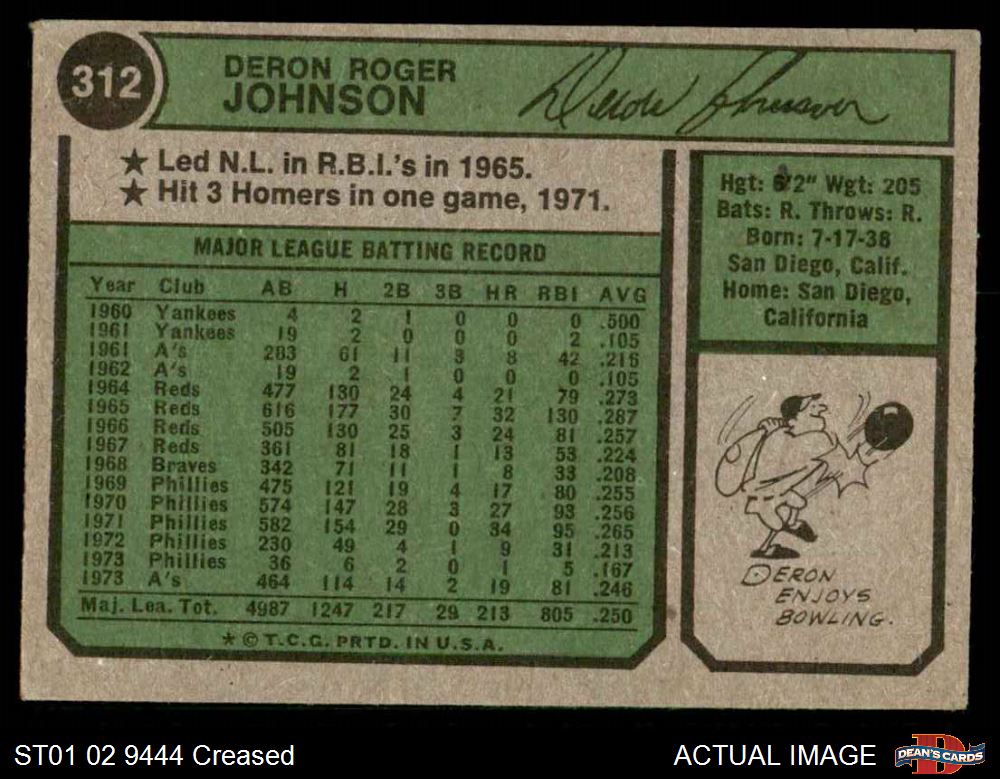 312
DERON ROGER
JOHNSON
Deron Johnson
★ Led N.L. in R.B.I.'s in 1965.
★ Hit 3 Homers in one game, 1971.
MAJOR LEAGUE BATTING RECORD
Year Club AB H 2B 3B HR RBI AVG
1960 Yankees 4 2 1 0 0 0 .500
1961 Yankees 19 2 0 0 0 2 .105
1961 A's 283 61 11 3 8 42 .216
1962 A's 19 2 1 0 0 0 .105
1964 Reds 477 130 24 4 21 79 .273
1965 Reds 616 177 30 7 32 130 .287
1966 Reds 505 130 25 3 24 81 .257
1967 Reds 361 81 18 1 13 53 .224
1968 Braves 342 71 11 1 8 33 .208
1969 Phillies 475 121 19 4 17 80 .255
1970 Phillies 574 147 28 3 27 93 .256
1971 Phillies 582 154 29 0 34 95 .265
1972 Phillies 230 49 4 1 9 31 .213
1973 Phillies 36 6 2 0 1 5 .167
1973 A's 464 114 14 2 19 81 .246
Maj. Lea. Tot. 4987 1247 217 29 213 805 .250
★ © T.C.G. PRTD. IN U.S.A.
Hgt: 6'2" Wgt: 205
Bats: R. Throws: R.
Born: 7-17-38
San Diego, Calif.
Home: San Diego,
California
DERON
ENJOYS
BOWLING.
ST01 02 9444 Creased
ACTUAL IMAGE
DEAN'S CARDS